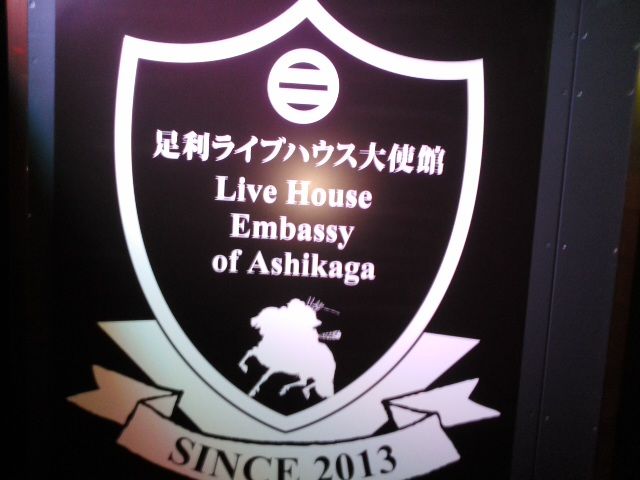 足利ライブハウス大使館
Live House
Embassy
of Ashikaga
SINCE 2013